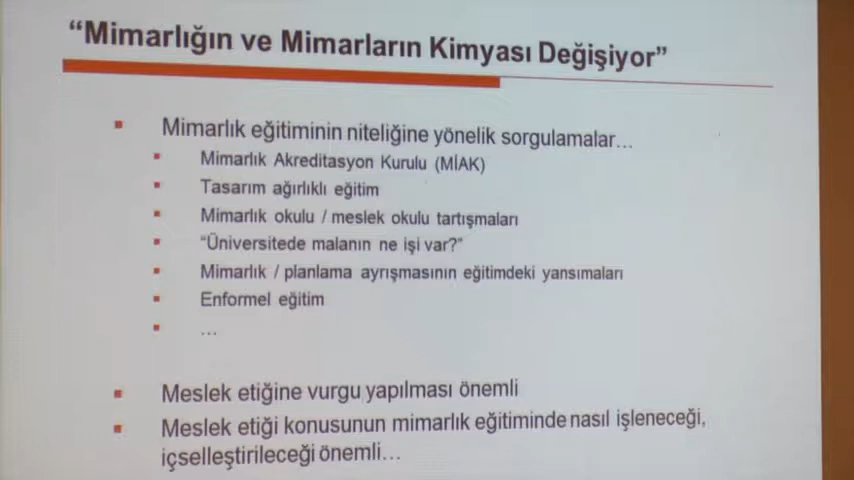 “Mimarlığın ve Mimarların Kimyası Değişiyor”
Mimarlık eğitiminin niteliğine yönelik sorgulamalar...
Mimarlık Akreditasyon Kurulu (MİAK)
Tasarım ağırlıklı eğitim
Mimarlık okulu / meslek okulu tartışmaları
“Üniversitede malanın ne işi var?”
Mimarlık / planlama ayrışmasının eğitimdeki yansımaları
Enformel eğitim
...
Meslek etiğine vurgu yapılması önemli
Meslek etiği konusunun mimarlık eğitiminde nasıl işleneceği,
içselleştirileceği önemli...